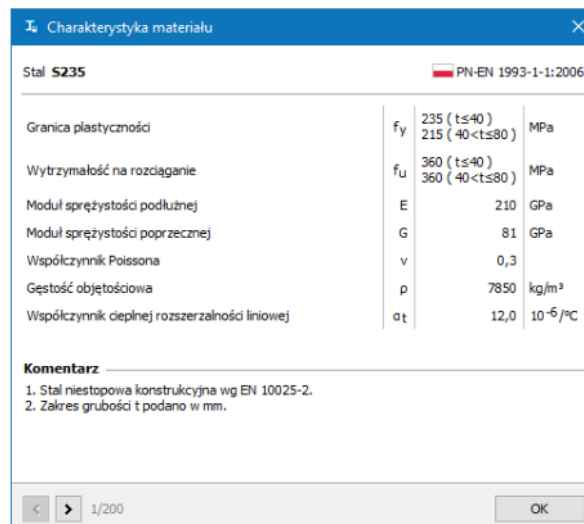 Charakterystyka materiału
Stal S235 PN-EN 1993-1-1:2006
Granica plastyczności fy 235 ( t≤40 ) 215 ( 40<t≤80 ) MPa
Wytrzymałość na rozciąganie fu 360 ( t≤40 ) 360 ( 40<t≤80 ) MPa
Moduł sprężystości podłużnej E 210 GPa
Moduł sprężystości poprzecznej G 81 GPa
Współczynnik Poissona ν 0,3
Gęstość objętościowa ρ 7850 kg/m³
Współczynnik cieplnej rozszerzalności liniowej αt 12,0 10⁻⁶/°C
Komentarz
1. Stal niestopowa konstrukcyjna wg EN 10025-2.
2. Zakres grubości t podano w mm.
< > 1/200 OK